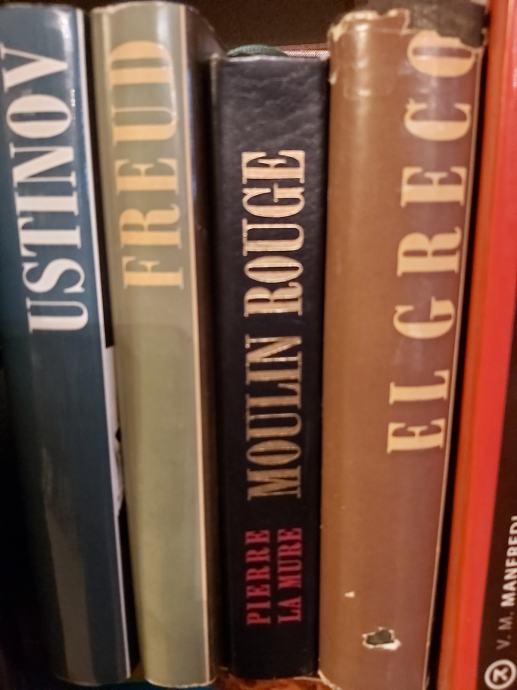 USTINOV
FREUD
PIERRE
LA MURE
MOULIN ROUGE
EL GRECO
V. M. MANFREDI